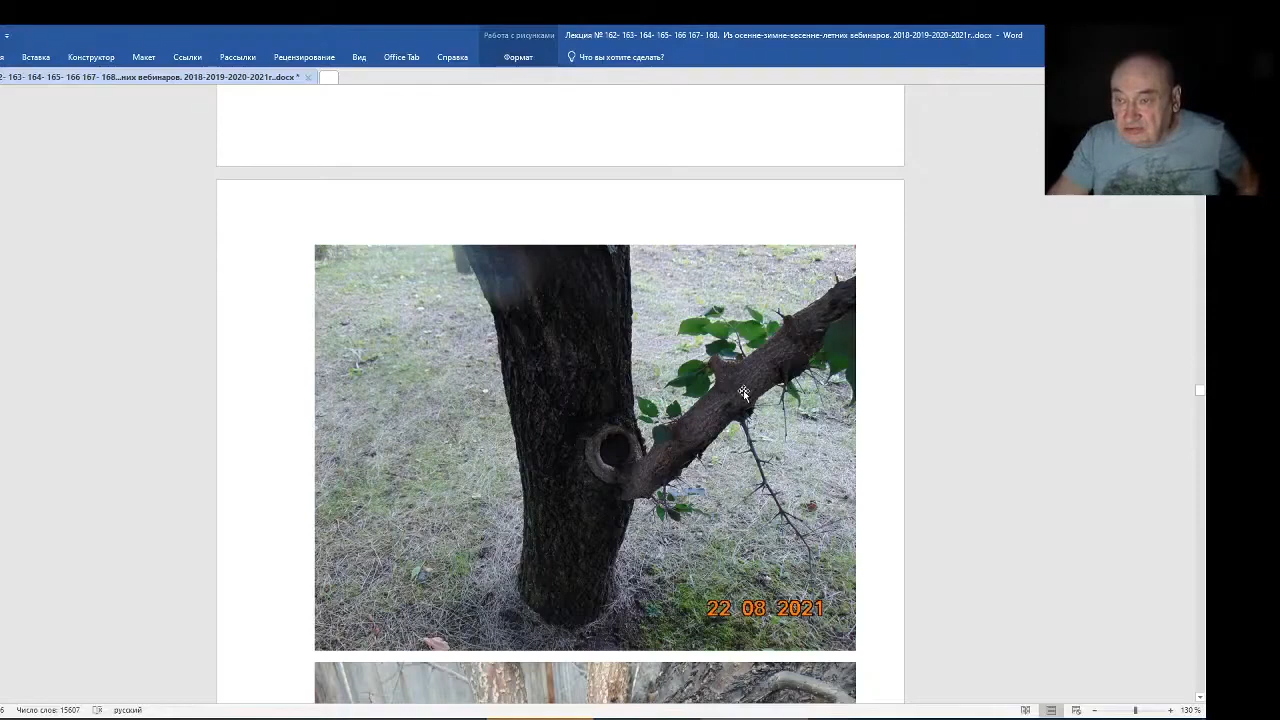 Работа с рисунками
Лекция № 162- 163- 164- 165- 166 167- 168, Из осенне-зимне-весенне-летних вебинаров. 2018-2019-2020-2021г..docx - Word
Вставка Конструктор Макет Ссылки Рассылки Рецензирование Вид Office Tab Справка Формат Что вы хотите сделать?
2- 163- 164- 165- 166 167- 168...них вебинаров. 2018-2019-2020-2021г..docx *
22 08 2021
6 Число слов: 15607 русский 130 %